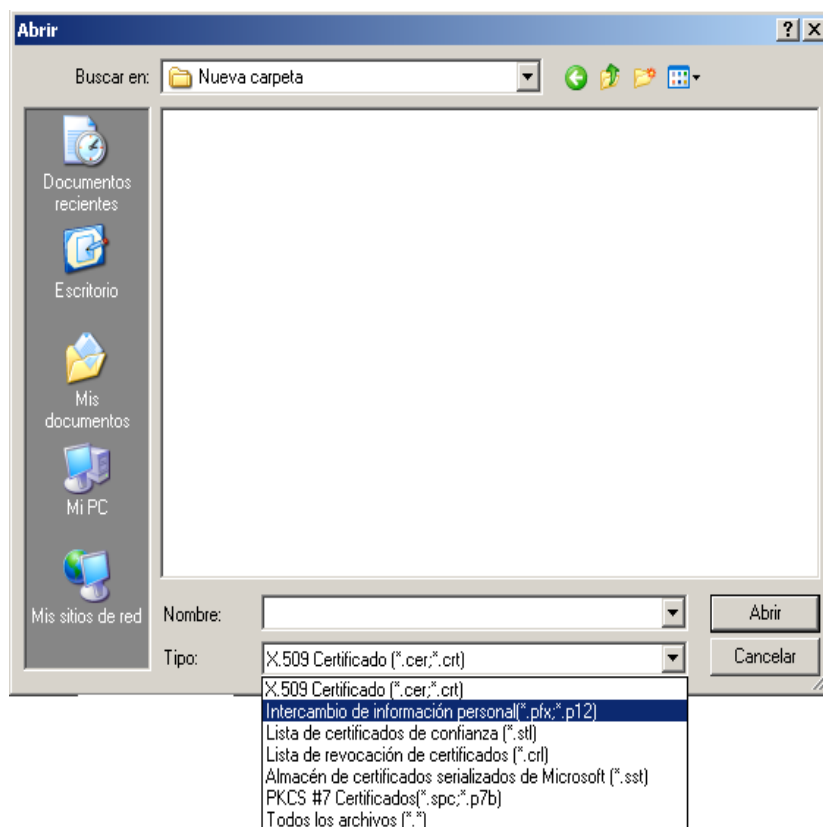 Abrir
Buscar en:
Nueva carpeta
Documentos
recientes
Escritorio
Mis
documentos
Mi PC
Mis sitios de red
Nombre:
Abrir
Tipo:
X.509 Certificado (*.cer;*.crt)
Cancelar
X.509 Certificado (*.cer;*.crt)
Intercambio de información personal(*.pfx;*.p12)
Lista de certificados de confianza (*.stl)
Lista de revocación de certificados (*.crl)
Almacén de certificados serializados de Microsoft (*.sst)
PKCS #7 Certificados(*.spc;*.p7b)
Todos los archivos (*.*)